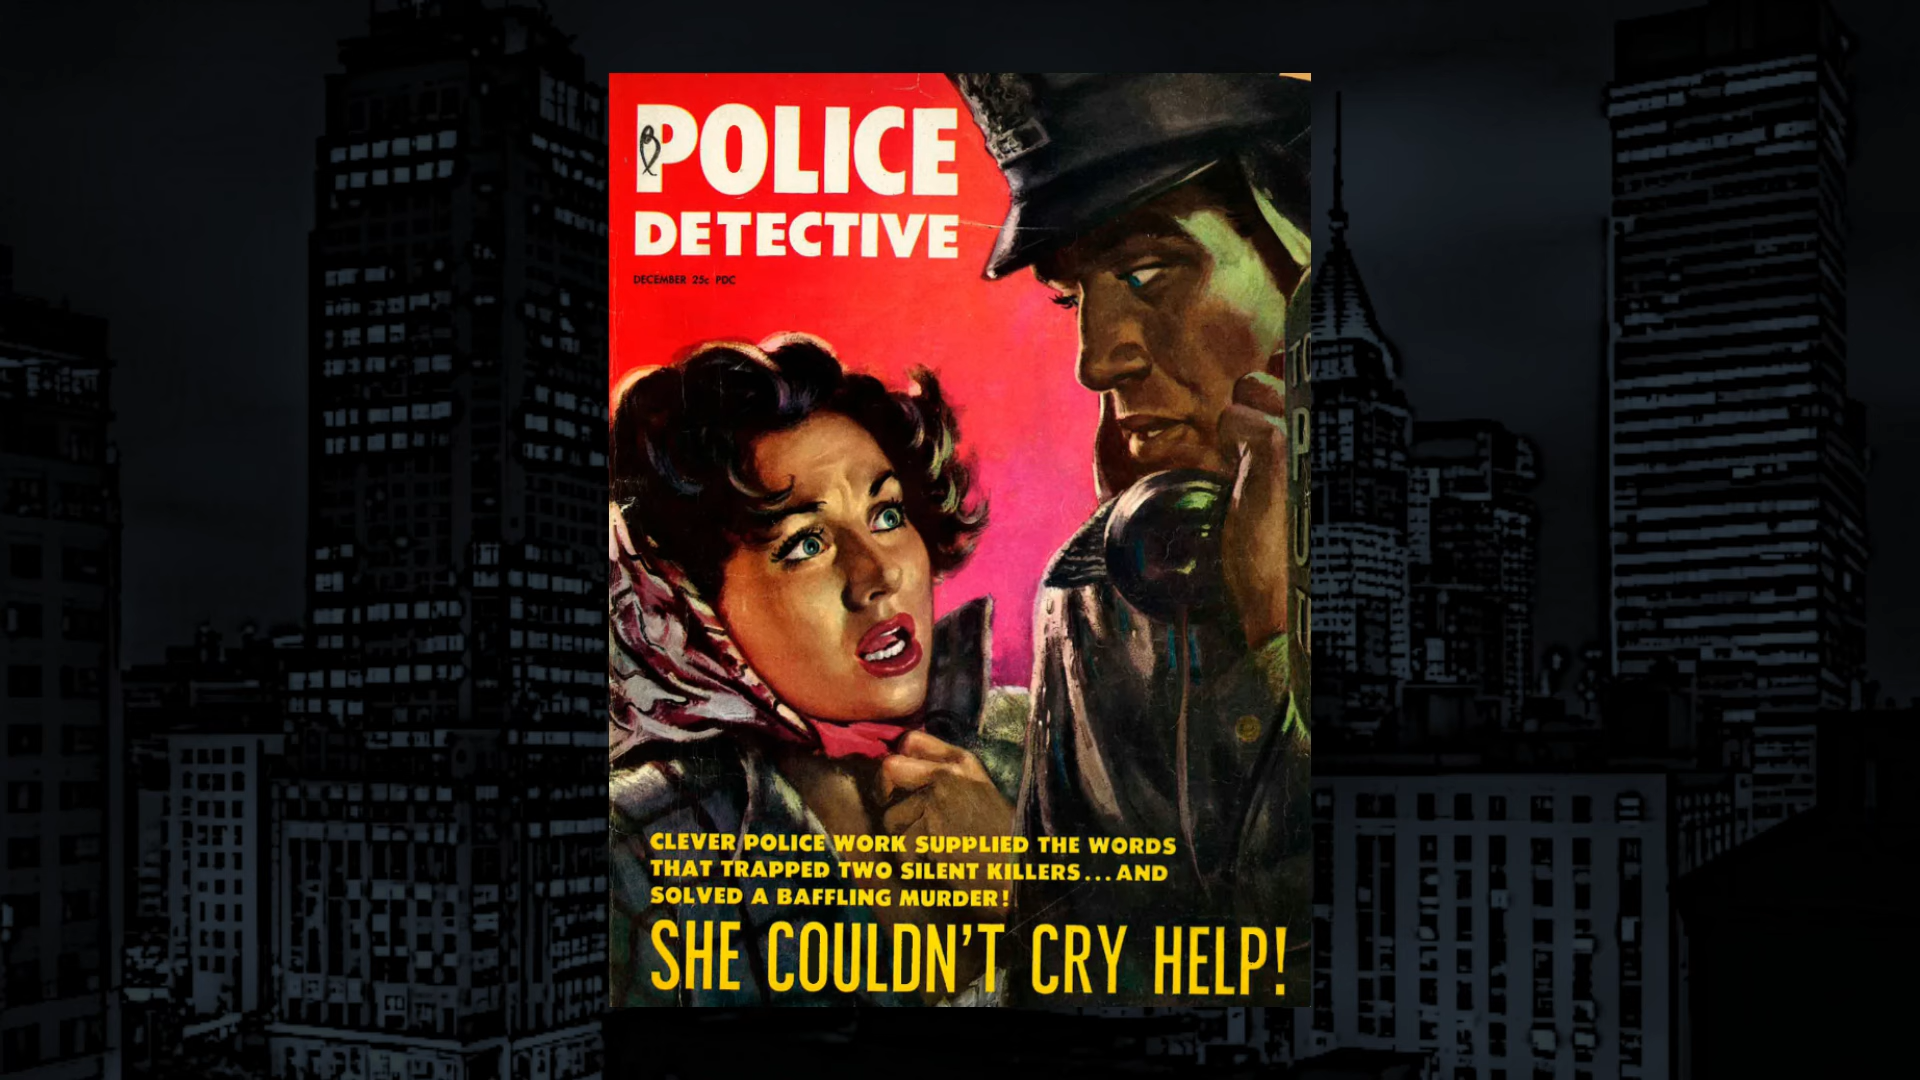 POLICE
DETECTIVE
DECEMBER 25c PDC
CLEVER POLICE WORK SUPPLIED THE WORDS
THAT TRAPPED TWO SILENT KILLERS...AND
SOLVED A BAFFLING MURDER!
SHE COULDN'T CRY HELP!